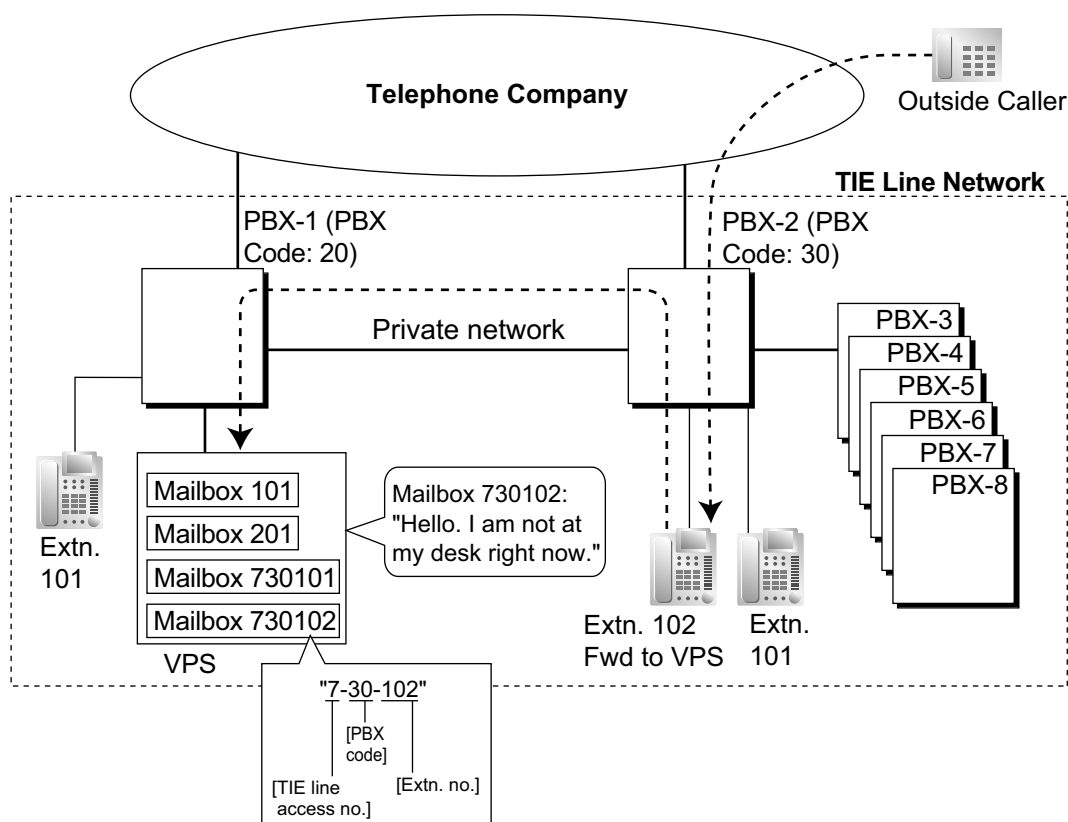 Telephone Company
Outside Caller
TIE Line Network
PBX-1 (PBX
Code: 20)
PBX-2 (PBX
Code: 30)
Private network
PBX-3
PBX-4
PBX-5
PBX-6
PBX-7
PBX-8
Extn.
101
Mailbox 101
Mailbox 201
Mailbox 730101
Mailbox 730102
VPS
Mailbox 730102:
"Hello. I am not at
my desk right now."
Extn. 102
Fwd to VPS
Extn.
101
"7-30-102"
[PBX
code]
[TIE line
access no.]
[Extn. no.]